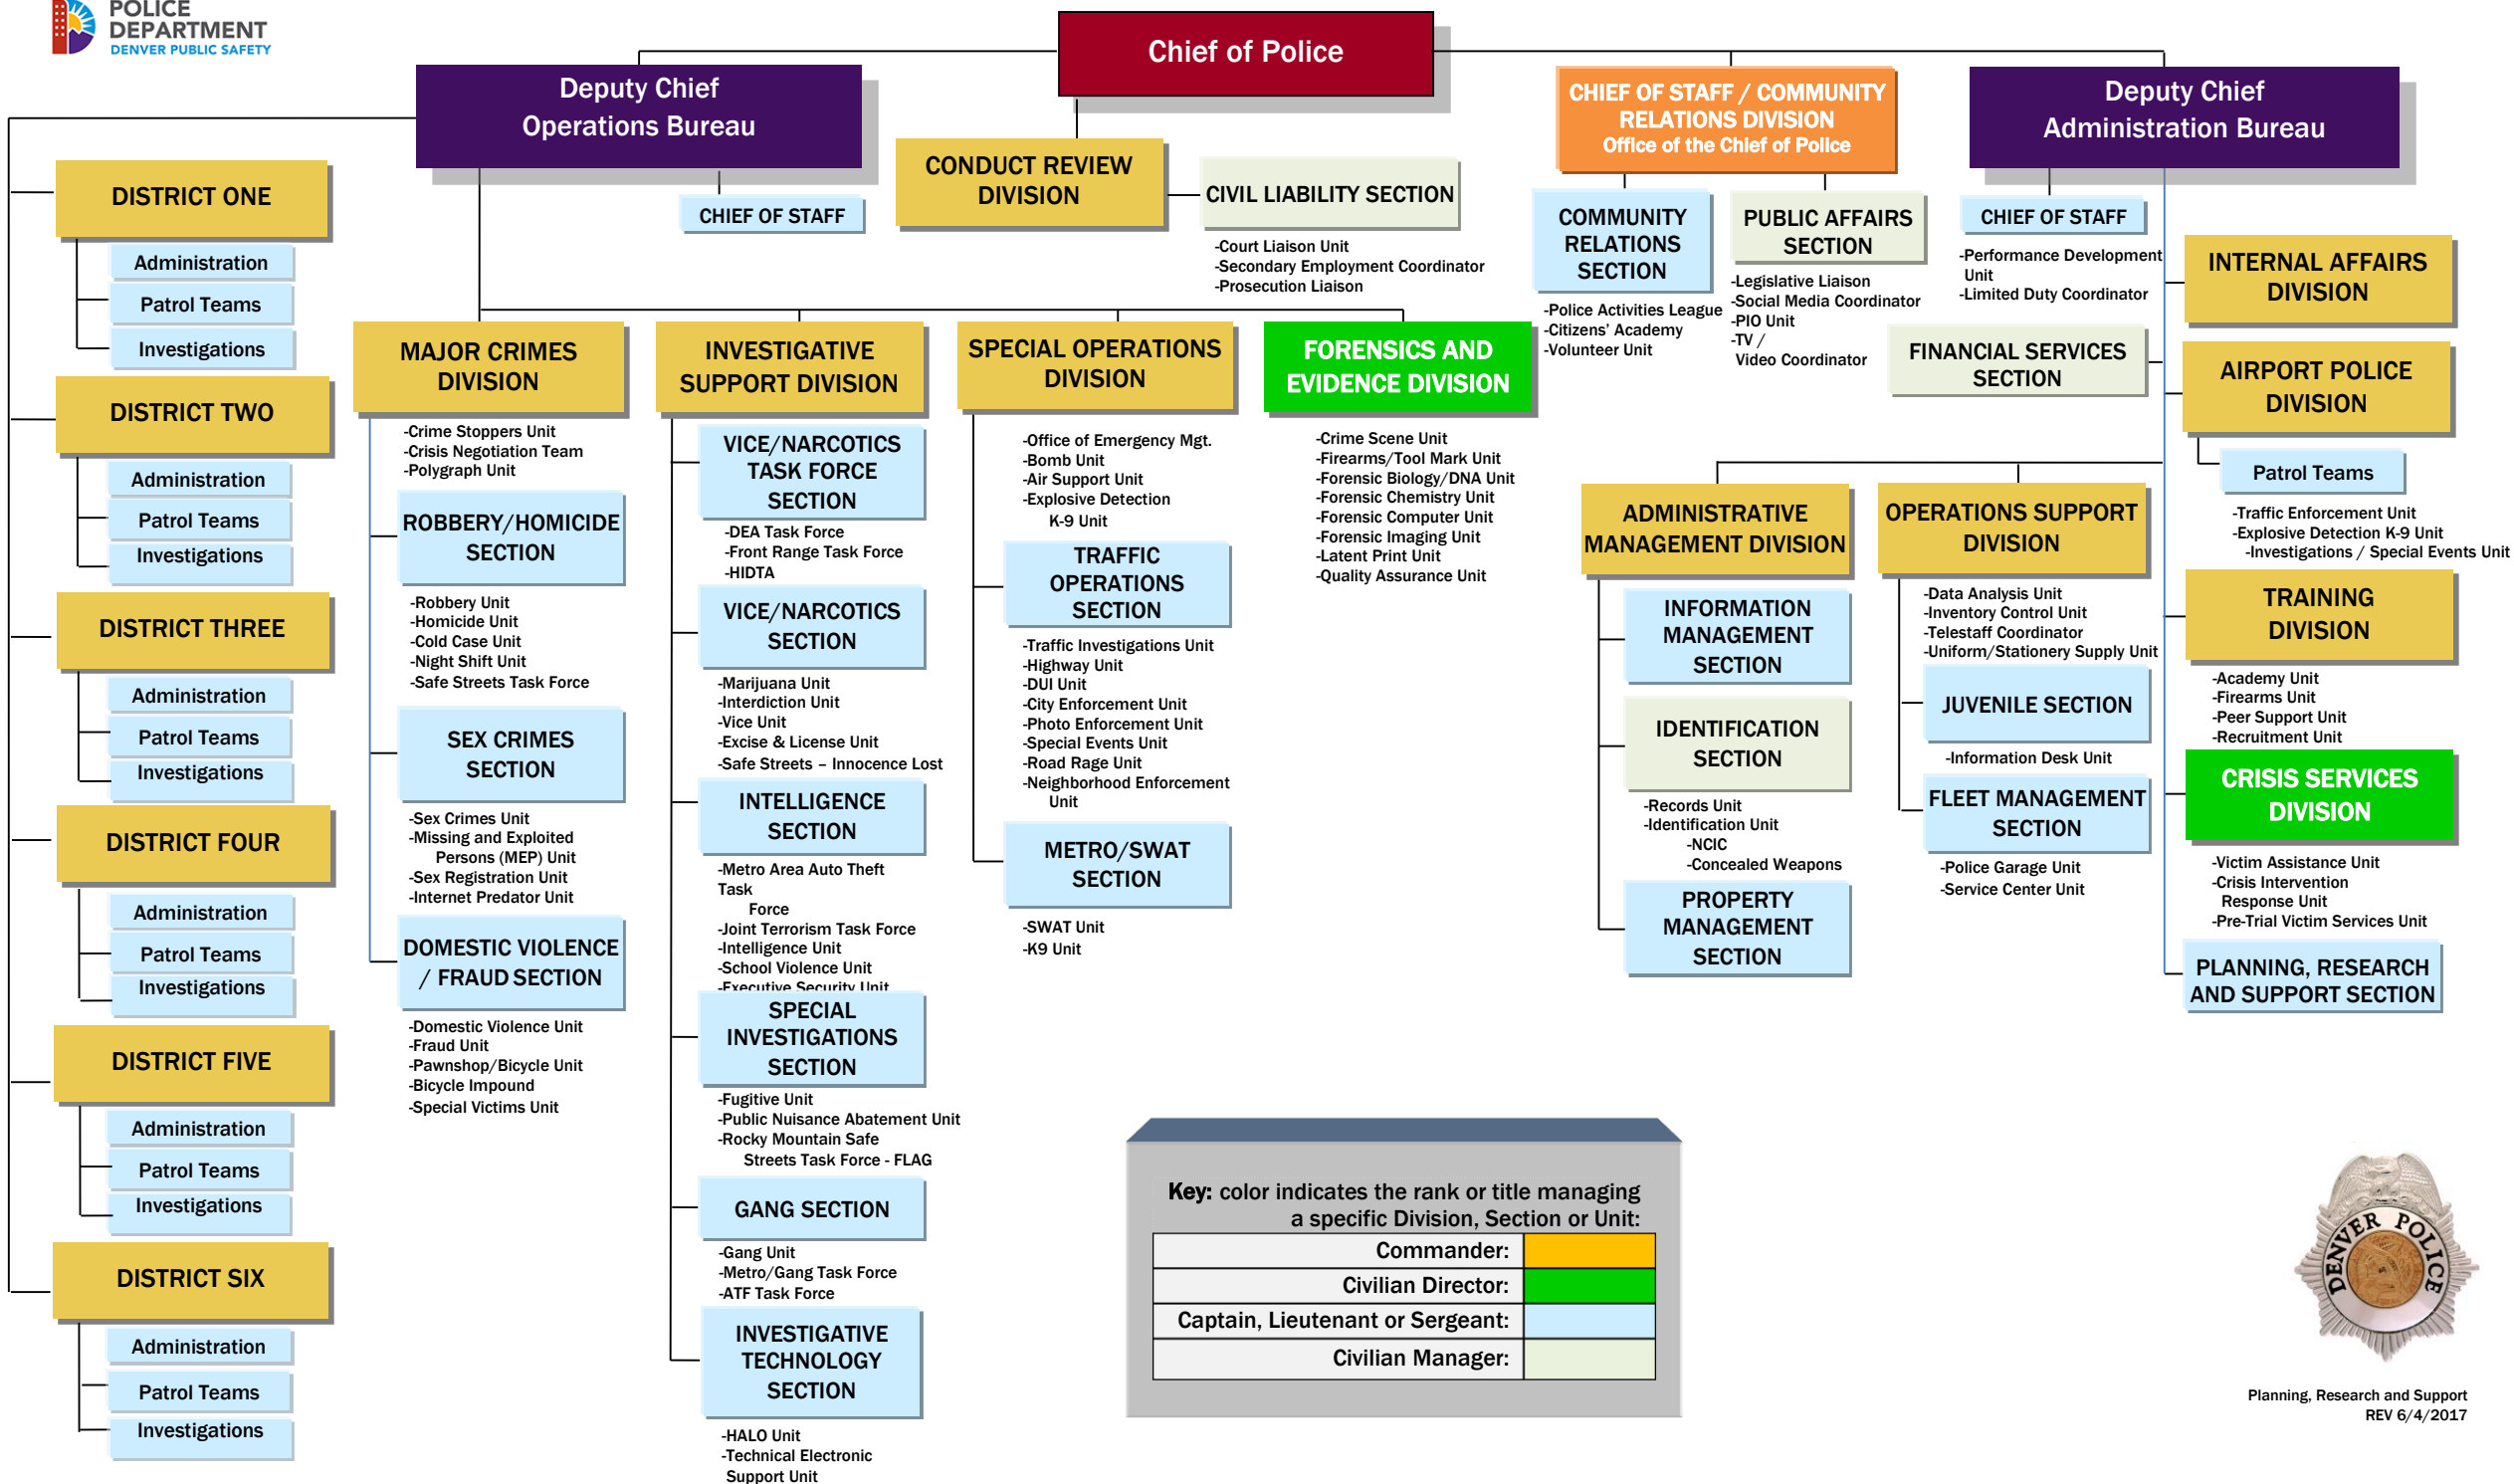 POLICE
DEPARTMENT
DENVER PUBLIC SAFETY
Chief of Police
Deputy Chief
Operations Bureau
CHIEF OF STAFF
CONDUCT REVIEW
DIVISION
CIVIL LIABILITY SECTION
-Court Liaison Unit
-Secondary Employment Coordinator
-Prosecution Liaison
CHIEF OF STAFF / COMMUNITY
RELATIONS DIVISION
Office of the Chief of Police
COMMUNITY
RELATIONS
SECTION
-Police Activities League
-Citizens' Academy
-Volunteer Unit
PUBLIC AFFAIRS
SECTION
-Legislative Liaison
-Social Media Coordinator
-PIO Unit
-TV /
Video Coordinator
Deputy Chief
Administration Bureau
CHIEF OF STAFF
-Performance Development
Unit
-Limited Duty Coordinator
FINANCIAL SERVICES
SECTION
INTERNAL AFFAIRS
DIVISION
AIRPORT POLICE
DIVISION
Patrol Teams
-Traffic Enforcement Unit
-Explosive Detection K-9 Unit
-Investigations / Special Events Unit
TRAINING
DIVISION
-Academy Unit
-Firearms Unit
-Peer Support Unit
-Recruitment Unit
CRISIS SERVICES
DIVISION
-Victim Assistance Unit
-Crisis Intervention
Response Unit
-Pre-Trial Victim Services Unit
PLANNING, RESEARCH
AND SUPPORT SECTION
DISTRICT ONE
Administration
Patrol Teams
Investigations
DISTRICT TWO
Administration
Patrol Teams
Investigations
DISTRICT THREE
Administration
Patrol Teams
Investigations
DISTRICT FOUR
Administration
Patrol Teams
Investigations
DISTRICT FIVE
Administration
Patrol Teams
Investigations
DISTRICT SIX
Administration
Patrol Teams
Investigations
MAJOR CRIMES
DIVISION
-Crime Stoppers Unit
-Crisis Negotiation Team
-Polygraph Unit
ROBBERY/HOMICIDE
SECTION
-Robbery Unit
-Homicide Unit
-Cold Case Unit
-Night Shift Unit
-Safe Streets Task Force
SEX CRIMES
SECTION
-Sex Crimes Unit
-Missing and Exploited
Persons (MEP) Unit
-Sex Registration Unit
-Internet Predator Unit
DOMESTIC VIOLENCE
/ FRAUD SECTION
-Domestic Violence Unit
-Fraud Unit
-Pawnshop/Bicycle Unit
-Bicycle Impound
-Special Victims Unit
INVESTIGATIVE
SUPPORT DIVISION
VICE/NARCOTICS
TASK FORCE
SECTION
-DEA Task Force
-Front Range Task Force
-HIDTA
VICE/NARCOTICS
SECTION
-Marijuana Unit
-Interdiction Unit
-Vice Unit
-Excise & License Unit
-Safe Streets – Innocence Lost
INTELLIGENCE
SECTION
-Metro Area Auto Theft
Task
Force
-Joint Terrorism Task Force
-Intelligence Unit
-School Violence Unit
-Executive Security Unit
SPECIAL
INVESTIGATIONS
SECTION
-Fugitive Unit
-Public Nuisance Abatement Unit
-Rocky Mountain Safe
Streets Task Force - FLAG
GANG SECTION
-Gang Unit
-Metro/Gang Task Force
-ATF Task Force
INVESTIGATIVE
TECHNOLOGY
SECTION
-HALO Unit
-Technical Electronic
Support Unit
SPECIAL OPERATIONS
DIVISION
-Office of Emergency Mgt.
-Bomb Unit
-Air Support Unit
-Explosive Detection
K-9 Unit
TRAFFIC
OPERATIONS
SECTION
-Traffic Investigations Unit
-Highway Unit
-DUI Unit
-City Enforcement Unit
-Photo Enforcement Unit
-Special Events Unit
-Road Rage Unit
-Neighborhood Enforcement
Unit
METRO/SWAT
SECTION
-SWAT Unit
-K9 Unit
FORENSICS AND
EVIDENCE DIVISION
-Crime Scene Unit
-Firearms/Tool Mark Unit
-Forensic Biology/DNA Unit
-Forensic Chemistry Unit
-Forensic Computer Unit
-Forensic Imaging Unit
-Latent Print Unit
-Quality Assurance Unit
ADMINISTRATIVE
MANAGEMENT DIVISION
INFORMATION
MANAGEMENT
SECTION
IDENTIFICATION
SECTION
-Records Unit
-Identification Unit
-NCIC
-Concealed Weapons
PROPERTY
MANAGEMENT
SECTION
OPERATIONS SUPPORT
DIVISION
-Data Analysis Unit
-Inventory Control Unit
-Telestaff Coordinator
-Uniform/Stationery Supply Unit
JUVENILE SECTION
-Information Desk Unit
FLEET MANAGEMENT
SECTION
-Police Garage Unit
-Service Center Unit
Key: color indicates the rank or title managing
a specific Division, Section or Unit:
Commander:
Civilian Director:
Captain, Lieutenant or Sergeant:
Civilian Manager:
DENVER POLICE
Planning, Research and Support
REV 6/4/2017